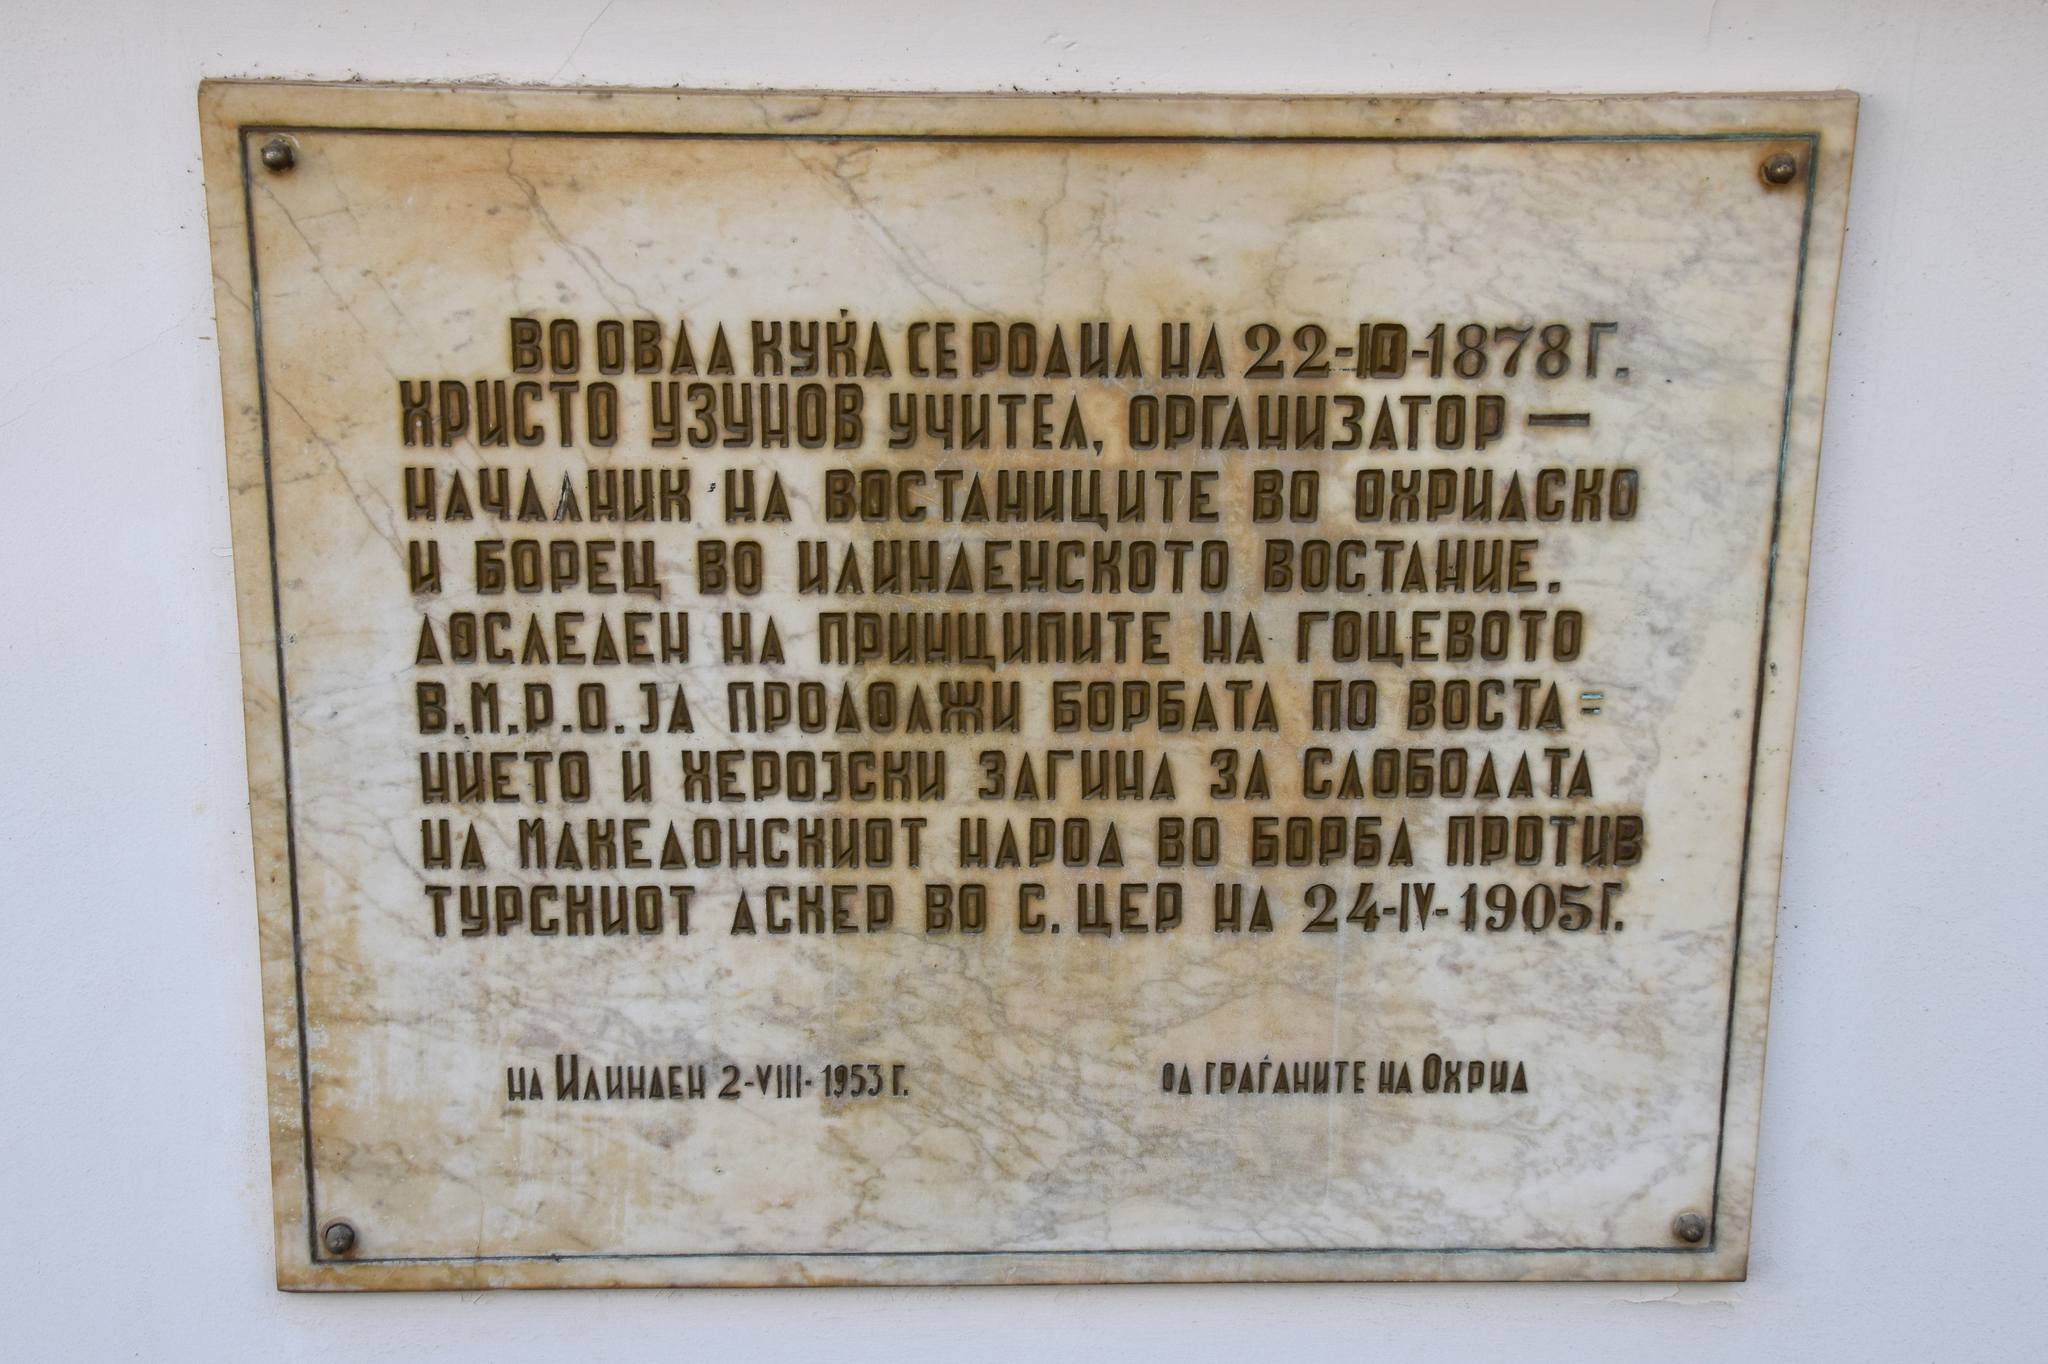 ВО ОВАА КУЌА СЕ РОДИЛ НА 22-10-1878 Г.
ХРИСТО УЗУНОВ УЧИТЕЛ, ОРГАНИЗАТОР —
НАЧАЛНИК НА ВОСТАНИЦИТЕ ВО ОХРИДСКО
И БОРЕЦ ВО ИЛИНДЕНСКОТО ВОСТАНИЕ.
ДОСЛЕДЕН НА ПРИНЦИПИТЕ НА ГОЦЕВОТО
В.М.Р.О. ЈА ПРОДОЛЖИ БОРБАТА ПО ВОСТА=
НИЕТО И ХЕРОЈСКИ ЗАГИНА ЗА СЛОБОДАТА
НА МАКЕДОНСКИОТ НАРОД ВО БОРБА ПРОТИВ
ТУРСКИОТ АСКЕР ВО С. ЦЕР НА 24-IV-1905 Г.
НА ИЛИНДЕН 2-VIII-1953 Г. ОД ГРАЃАНИТЕ НА ОХРИД